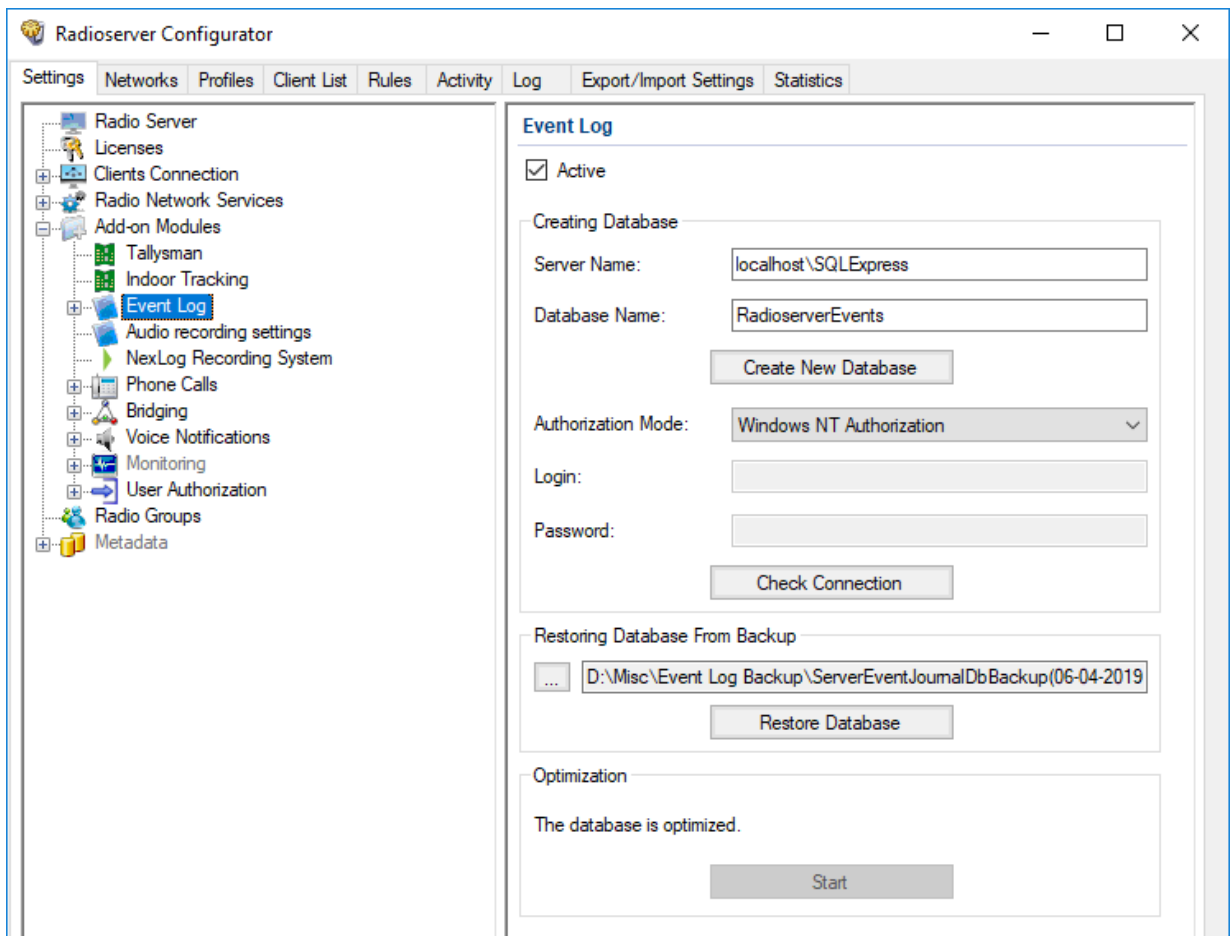 Radioserver Configurator
Settings Networks Profiles Client List Rules Activity Log Export/Import Settings Statistics
Radio Server
Licenses
Clients Connection
Radio Network Services
Add-on Modules
Tallysman
Indoor Tracking
Event Log
Audio recording settings
NexLog Recording System
Phone Calls
Bridging
Voice Notifications
Monitoring
User Authorization
Radio Groups
Metadata
Event Log
Active
Creating Database
Server Name: localhost\SQLExpress
Database Name: RadioserverEvents
Create New Database
Authorization Mode: Windows NT Authorization
Login:
Password:
Check Connection
Restoring Database From Backup
... D:\Misc\Event Log Backup\ServerEventJournalDbBackup(06-04-2019
Restore Database
Optimization
The database is optimized.
Start